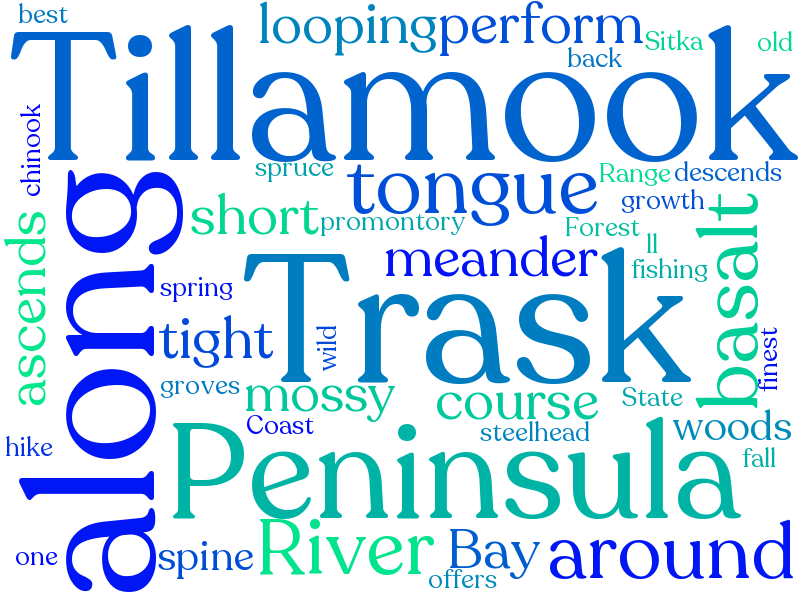 best
looping
perform
Sitka
old
back
Tillamook
chinook
spruce
tongue
Range
descends
growth
along
short
promontory
Forest
ll
basalt
ascends
meander
fishing
spring
Trask
tight
wild
finest
groves
mossy
course
State
Coast
steelhead
woods
hike
Peninsula
fall
one
spine
River
Bay
around
offers